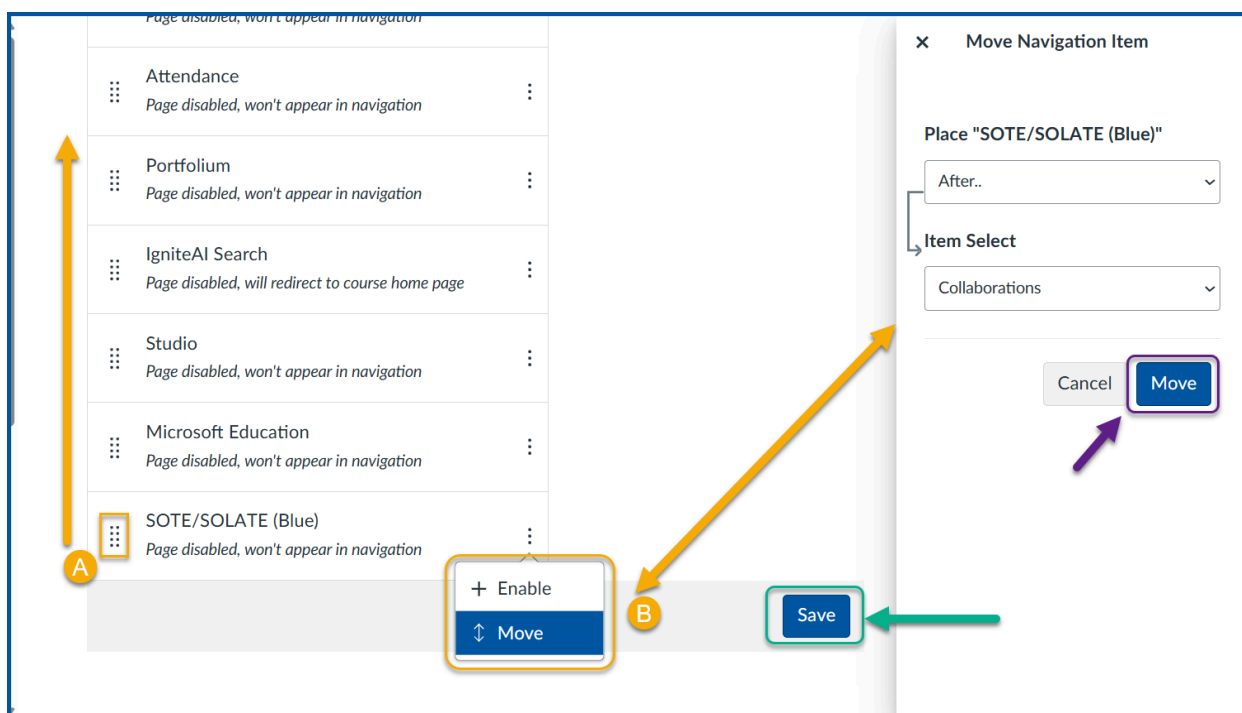 Page disabled, won't appear in navigation
Attendance
Page disabled, won't appear in navigation
Portfolium
Page disabled, won't appear in navigation
IgniteAI Search
Page disabled, will redirect to course home page
Studio
Page disabled, won't appear in navigation
Microsoft Education
Page disabled, won't appear in navigation
SOTE/SOLATE (Blue)
Page disabled, won't appear in navigation
A
+ Enable
Move
B
Save
× Move Navigation Item
Place "SOTE/SOLATE (Blue)"
After..
Item Select
Collaborations
Cancel Move